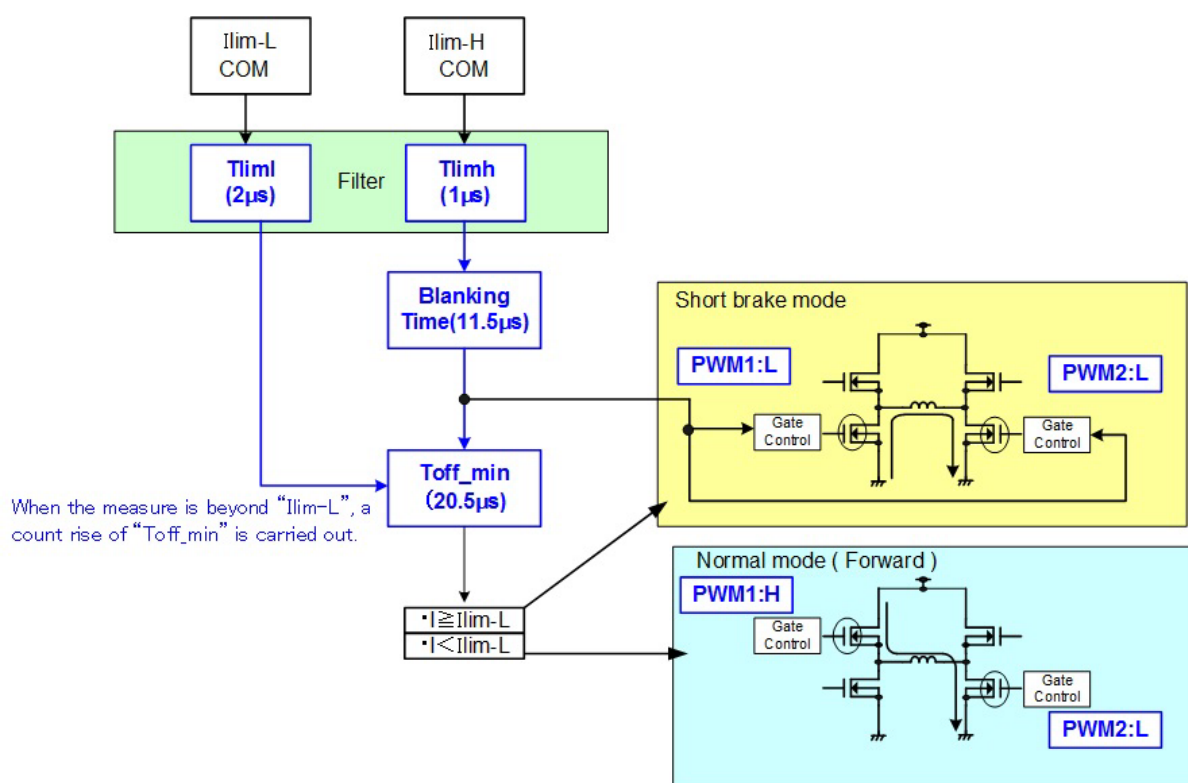 Ilim-L
COM
Ilim-H
COM
Tliml
(2µs)
Filter
Tlimh
(1µs)
Blanking
Time(11.5µs)
Short brake mode
PWM1:L
PWM2:L
Gate
Control
Gate
Control
Toff_min
(20.5µs)
When the measure is beyond “Ilim-L”, a
count rise of “Toff_min” is carried out.
Normal mode ( Forward )
PWM1:H
・I≧Ilim-L
・I<Ilim-L
Gate
Control
Gate
Control
PWM2:L